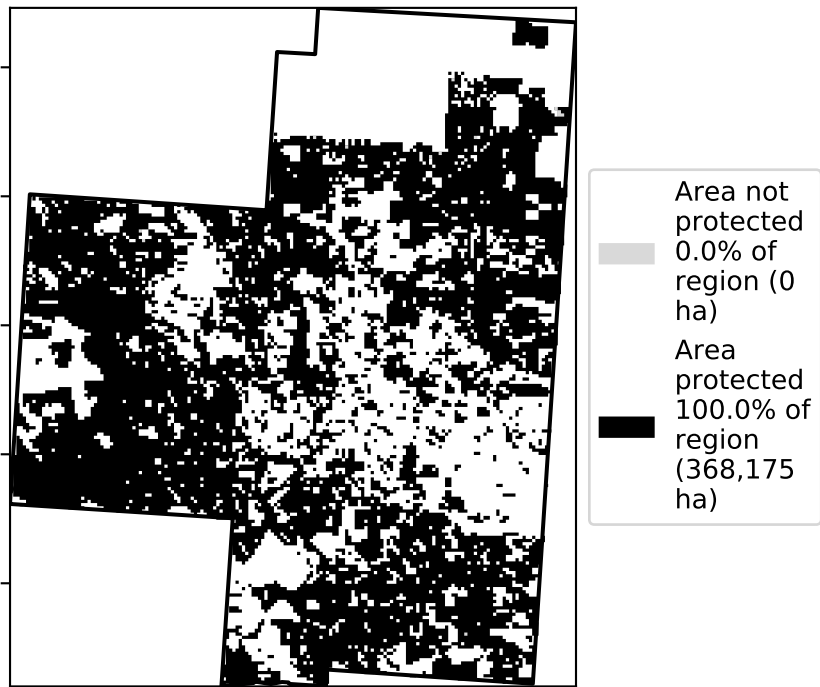 Area not
protected
0.0% of
region (0
ha)
Area
protected
100.0% of
region
(368,175
ha)